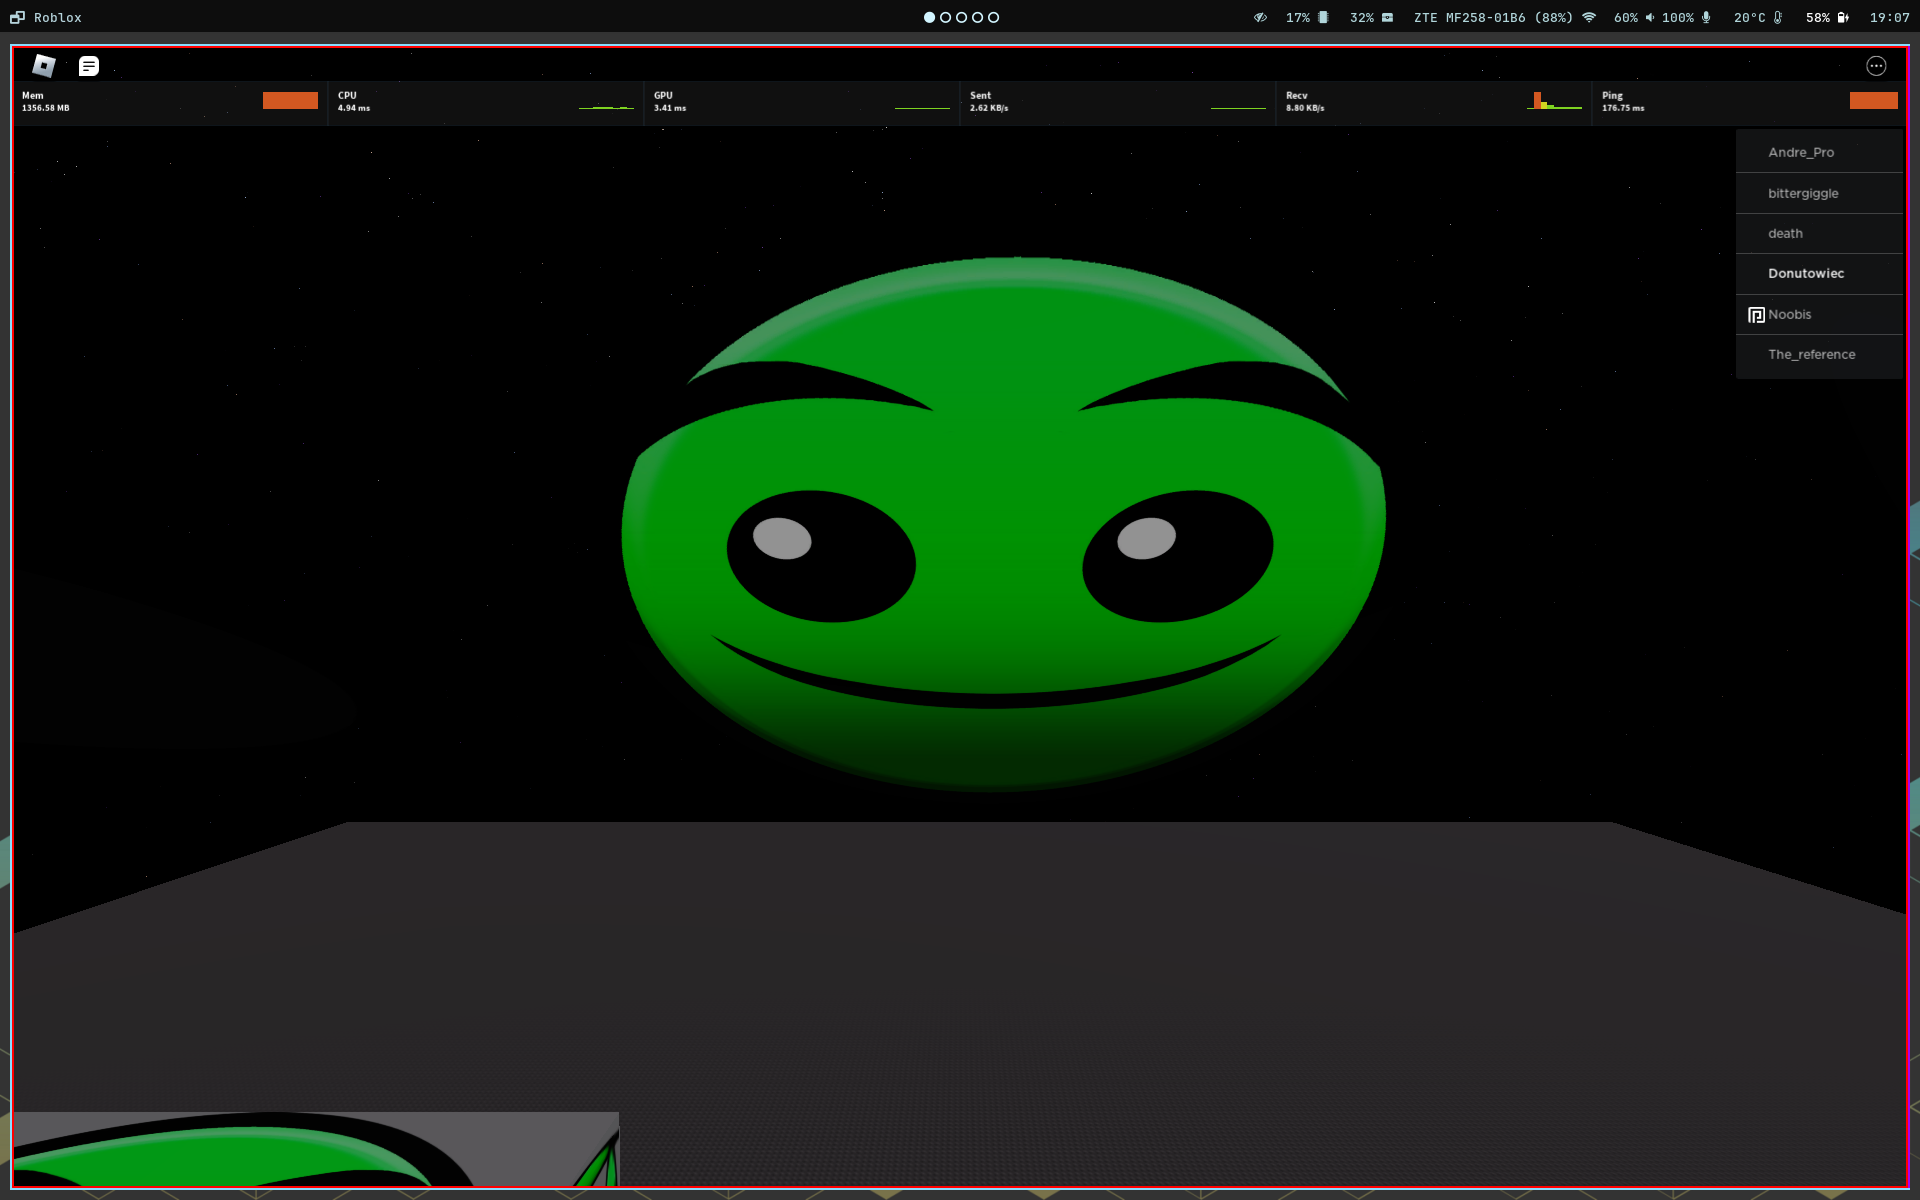 Roblox
17% 32% ZTE MF258-01B6 (88%) 60% 100% 20°C 58% 19:07
Mem
1356.58 MB
CPU
4.94 ms
GPU
3.41 ms
Sent
2.62 KB/s
Recv
8.80 KB/s
Ping
176.75 ms
Andre_Pro
bittergiggle
death
Donutowiec
Noobis
The_reference